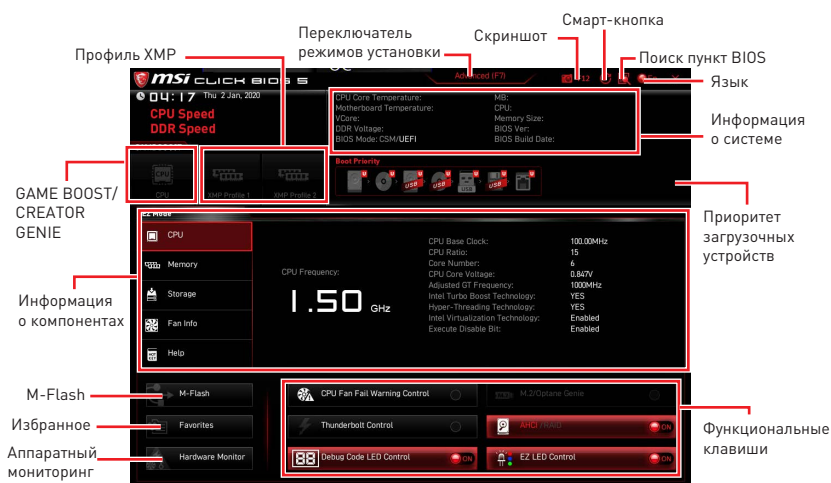 Смарт-кнопка
Переключатель
режимов установки
Скриншот
Профиль XMP
Поиск пункт BIOS
Язык
msi CLICK BIOS 5
Advanced (F7)
F12
En
X
04:17 Thu 2 Jan, 2020
CPU Speed
DDR Speed
CPU Core Temperature:
Motherboard Temperature:
VCore:
DDR Voltage:
BIOS Mode: CSM/UEFI
MB:
CPU:
Memory Size:
BIOS Ver:
BIOS Build Date:
Информация
о системе
CPU
XMP Profile 1
XMP Profile 2
Boot Priority
U U U U U U U
USB USB USB USB
GAME BOOST/
CREATOR
GENIE
Приоритет
загрузочных
устройств
EZ Mode
CPU
Memory
Storage
Fan Info
Help
Информация
о компонентах
CPU Frequency:
1.50 GHz
CPU Base Clock: 100.00MHz
CPU Ratio: 15
Core Number: 6
CPU Core Voltage: 0.847V
Adjusted GT Frequency: 1000MHz
Intel Turbo Boost Technology: YES
Hyper-Threading Technology: YES
Intel Virtualization Technology: Enabled
Execute Disable Bit: Enabled
M-Flash
Избранное
Аппаратный
мониторинг
M-Flash
Favorites
Hardware Monitor
CPU Fan Fail Warning Control
M.2/Optane Genie
Thunderbolt Control
AHCI /RAID
ON
88 Debug Code LED Control
ON
EZ LED Control
ON
Функциональные
клавиши